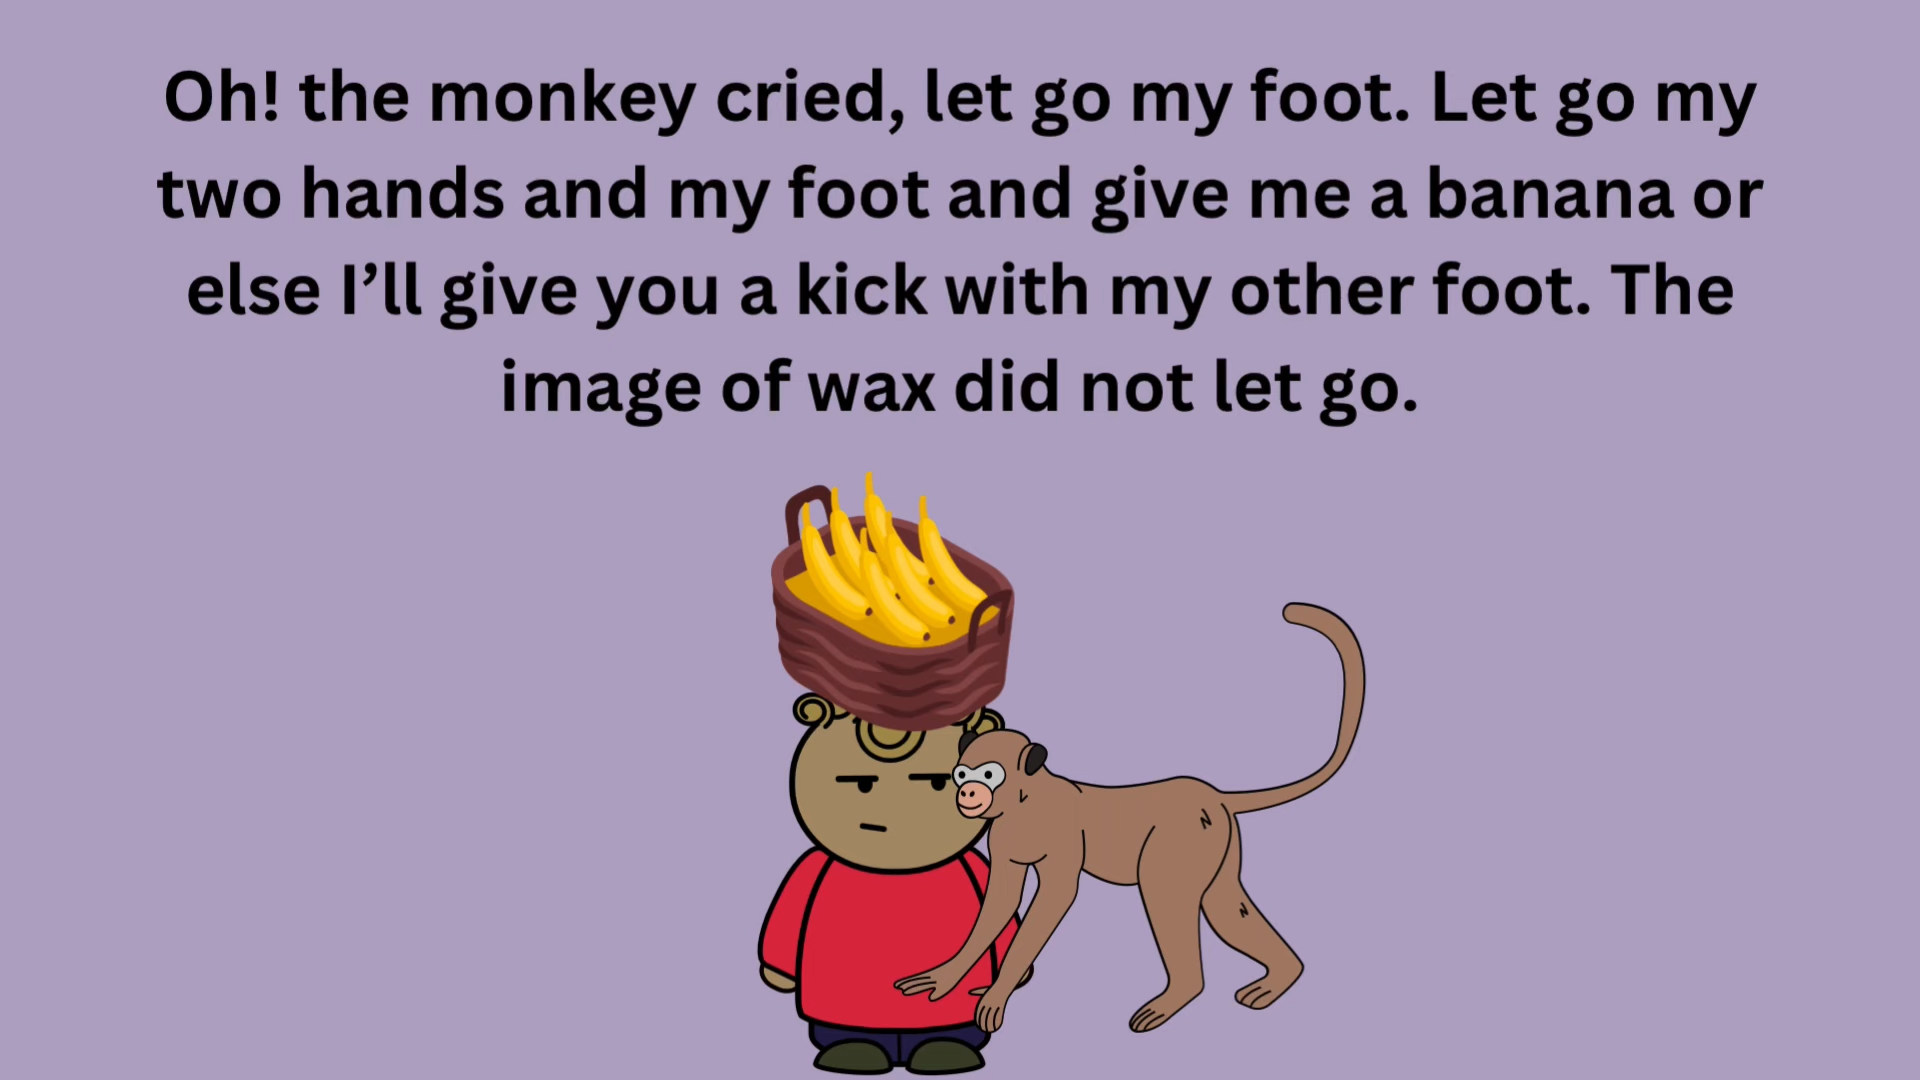 Oh! the monkey cried, let go my foot. Let go my
two hands and my foot and give me a banana or
else I’ll give you a kick with my other foot. The
image of wax did not let go.